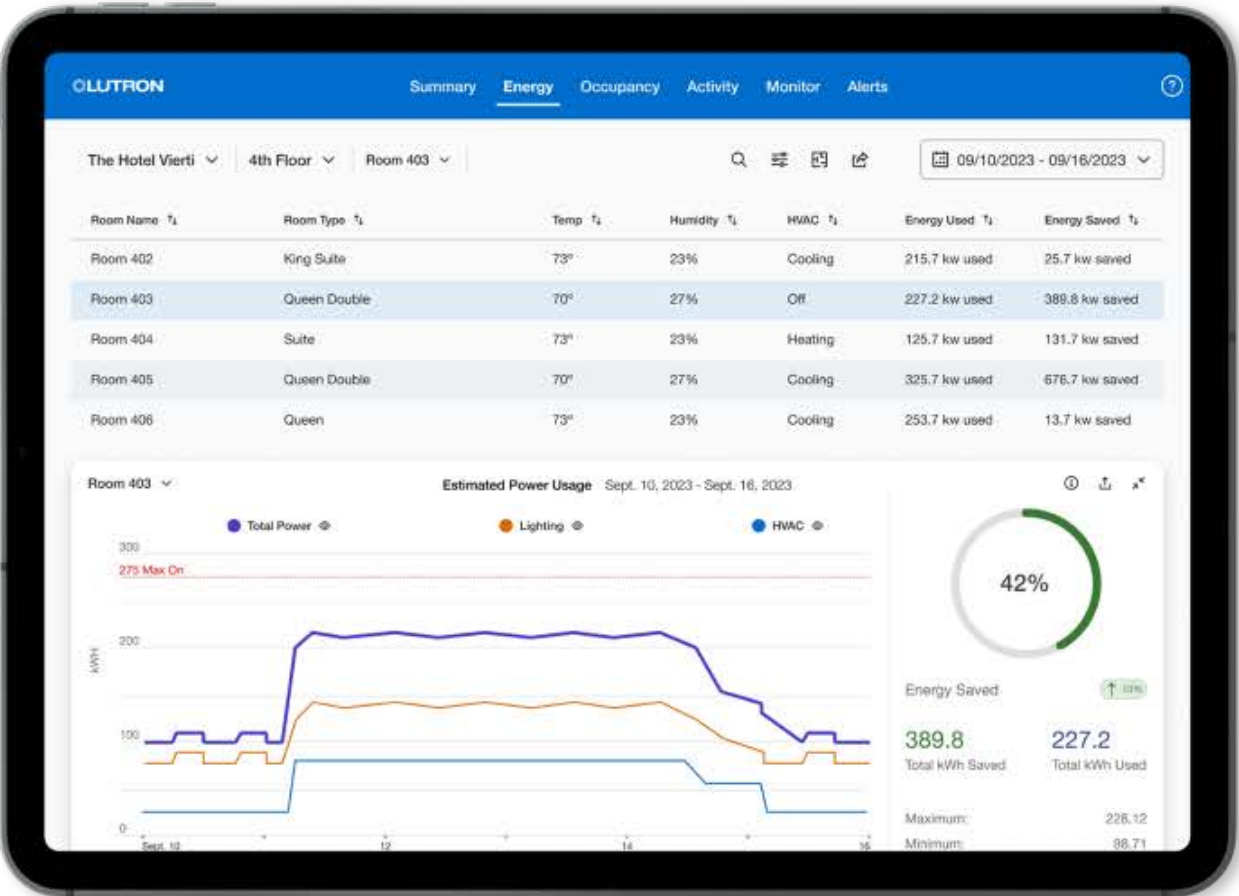 LUTRON Summary Energy Occupancy Activity Monitor Alerts ?
The Hotel Vierti 4th Floor Room 403 09/10/2023 - 09/16/2023
Room Name Room Type Temp Humidity HVAC Energy Used Energy Saved
Room 402 King Suite 73° 23% Cooling 215.7 kw used 25.7 kw saved
Room 403 Queen Double 70° 27% Off 227.2 kw used 389.8 kw saved
Room 404 Suite 73° 23% Heating 125.7 kw used 131.7 kw saved
Room 405 Queen Double 70° 27% Cooling 325.7 kw used 676.7 kw saved
Room 406 Queen 73° 23% Cooling 253.7 kw used 13.7 kw saved
Room 403 Estimated Power Usage Sept. 10, 2023 - Sept. 16, 2023
Total Power Lighting HVAC
300
275 Max On
200
kWH
100
0
Sept. 10 12 14 16
42%
Energy Saved
389.8 227.2
Total kWh Saved Total kWh Used
Maximum: 228.12
Minimum: 98.71